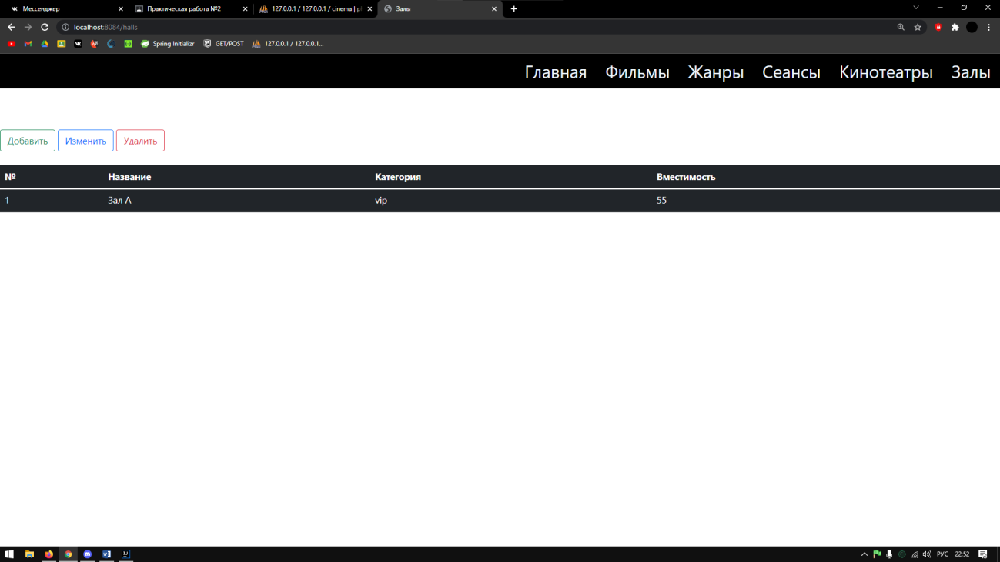 Мессенджер
Практическая работа №2
127.0.0.1 / 127.0.0.1 / cinema | pl
Залы
localhost:8084/halls
Spring Initializr
GET/POST
127.0.0.1 / 127.0.0.1...
Главная Фильмы Жанры Сеансы Кинотеатры Залы
Добавить Изменить Удалить
№ Название Категория Вместимость
1 Зал А vip 55
РУС 22:52